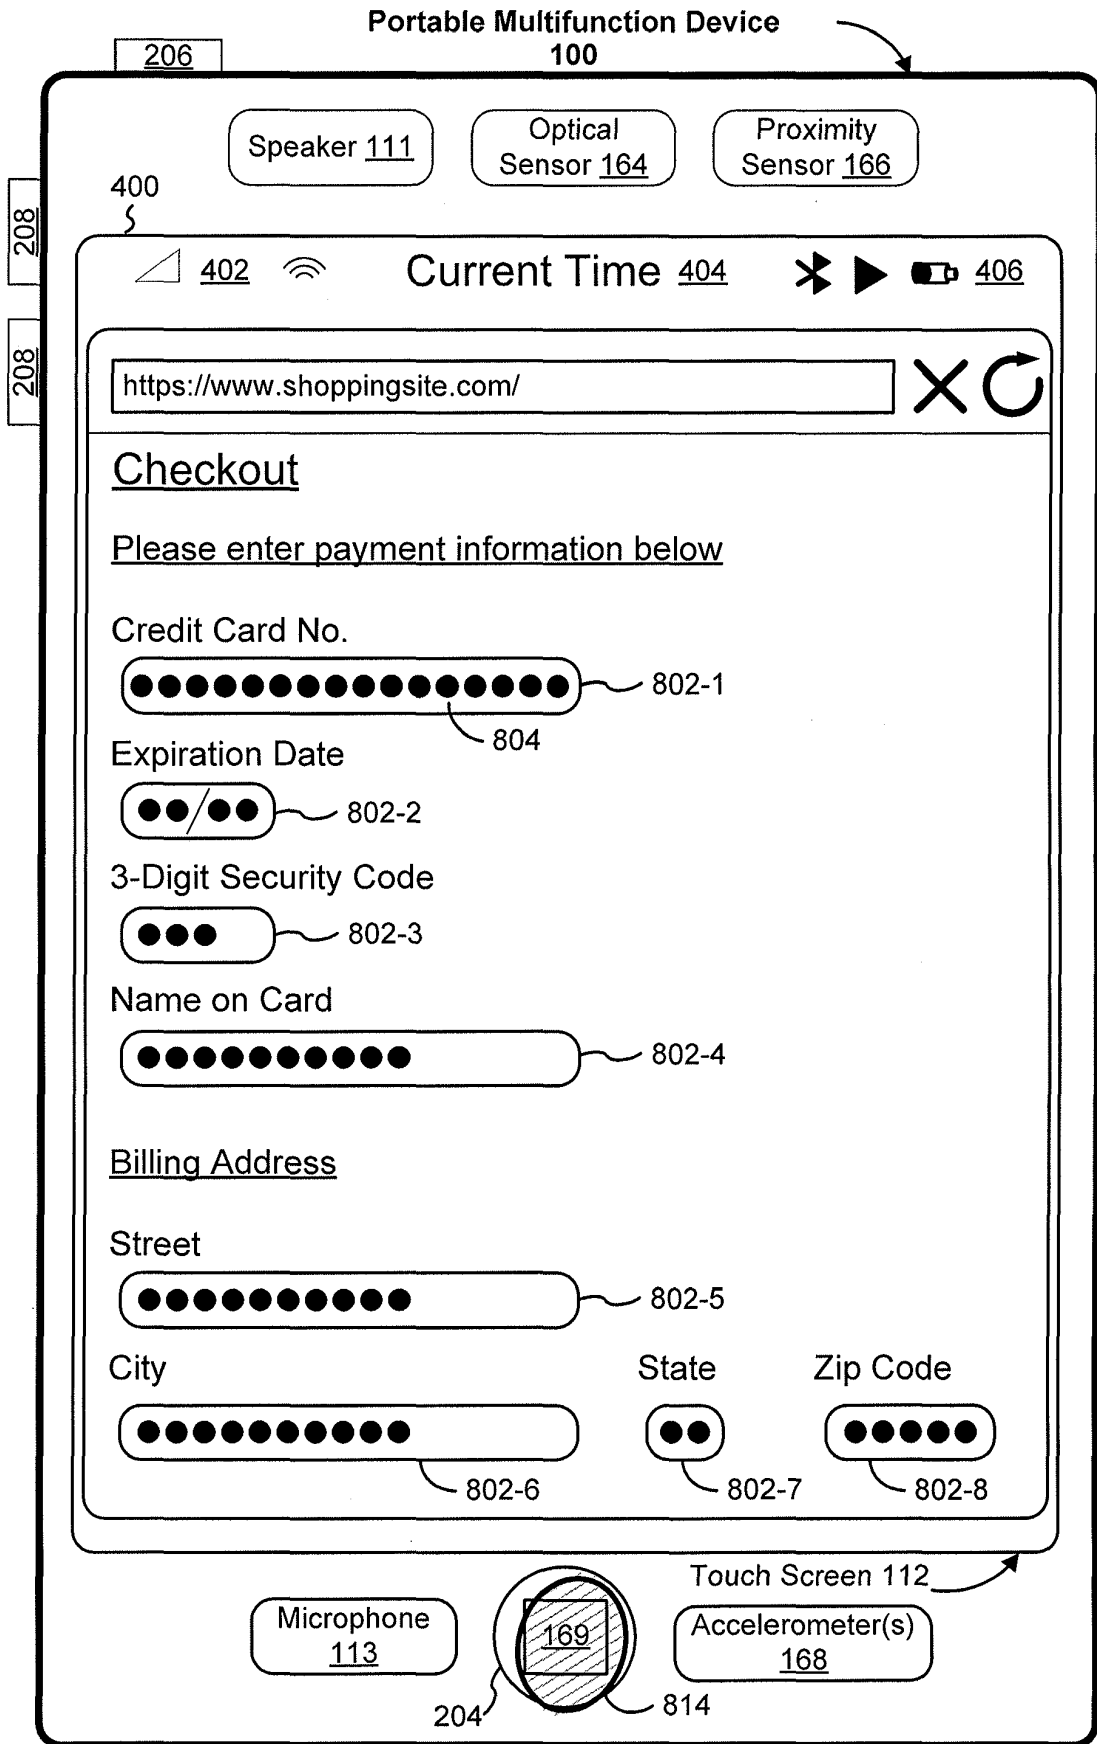 Portable Multifunction Device
100
206
Speaker 111
Optical
Sensor 164
Proximity
Sensor 166
400
208
402
Current Time 404
406
208
https://www.shoppingsite.com/
Checkout
Please enter payment information below
Credit Card No.
802-1
804
Expiration Date
802-2
3-Digit Security Code
802-3
Name on Card
802-4
Billing Address
Street
802-5
City
State
Zip Code
802-6
802-7
802-8
Touch Screen 112
Microphone
113
169
Accelerometer(s)
168
204
814